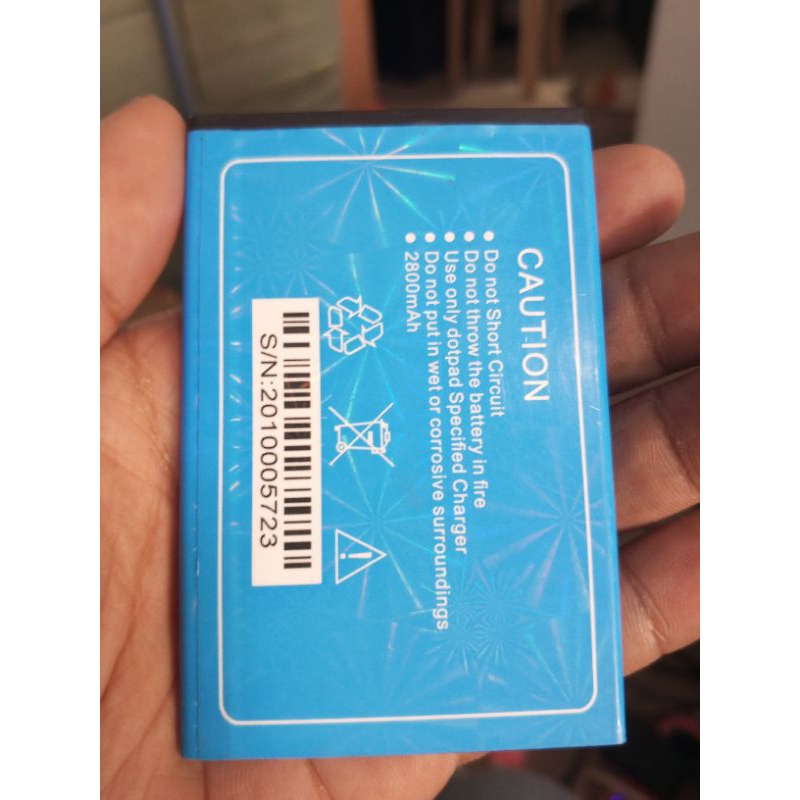 CAUTION
● Do not Short Circuit
● Do not throw the battery in fire
● Use only dotpad Specified Charger
● Do not put in wet or corrosive surroundings
● 2800mAh
S/N:2010005723